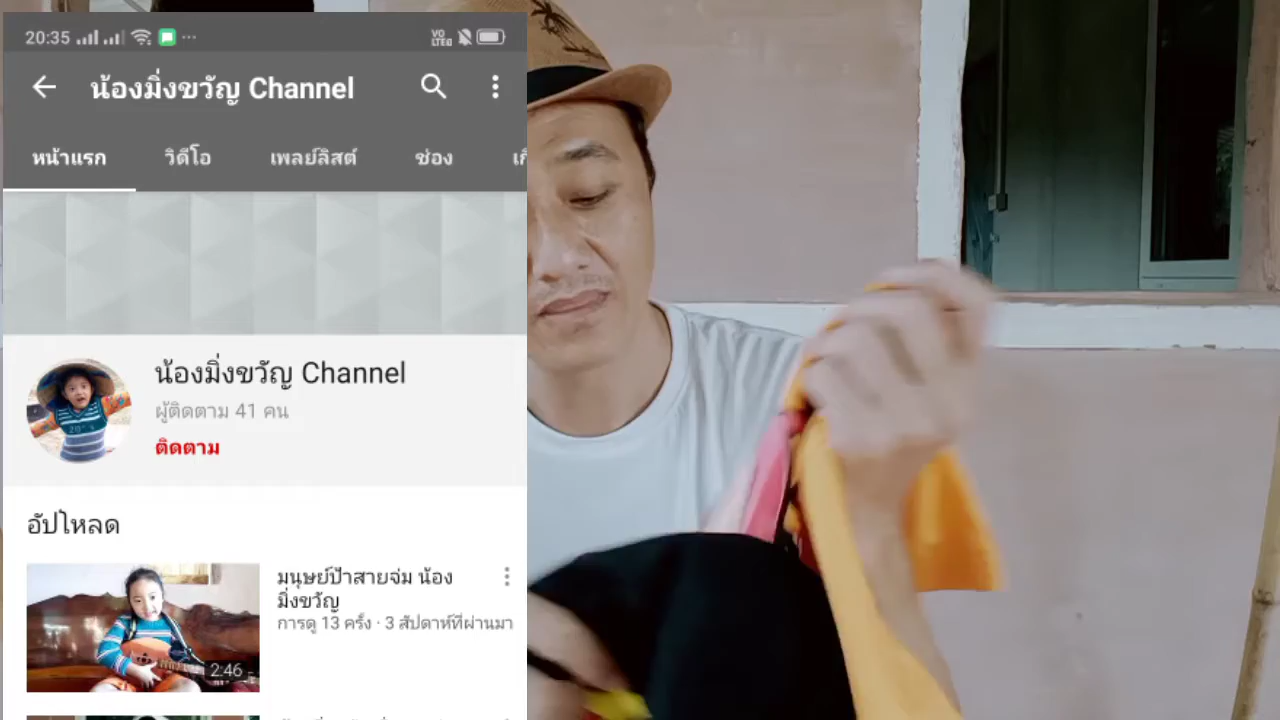 20:35
VO LTE
น้องมิ่งขวัญ Channel
หน้าแรก วิดีโอ เพลย์ลิสต์ ช่อง
น้องมิ่งขวัญ Channel
ผู้ติดตาม 41 คน
ติดตาม
อัปโหลด
มนุษย์ป้าสายจ่ม น้อง
มิ่งขวัญ
การดู 13 ครั้ง · 3 สัปดาห์ที่ผ่านมา
2:46